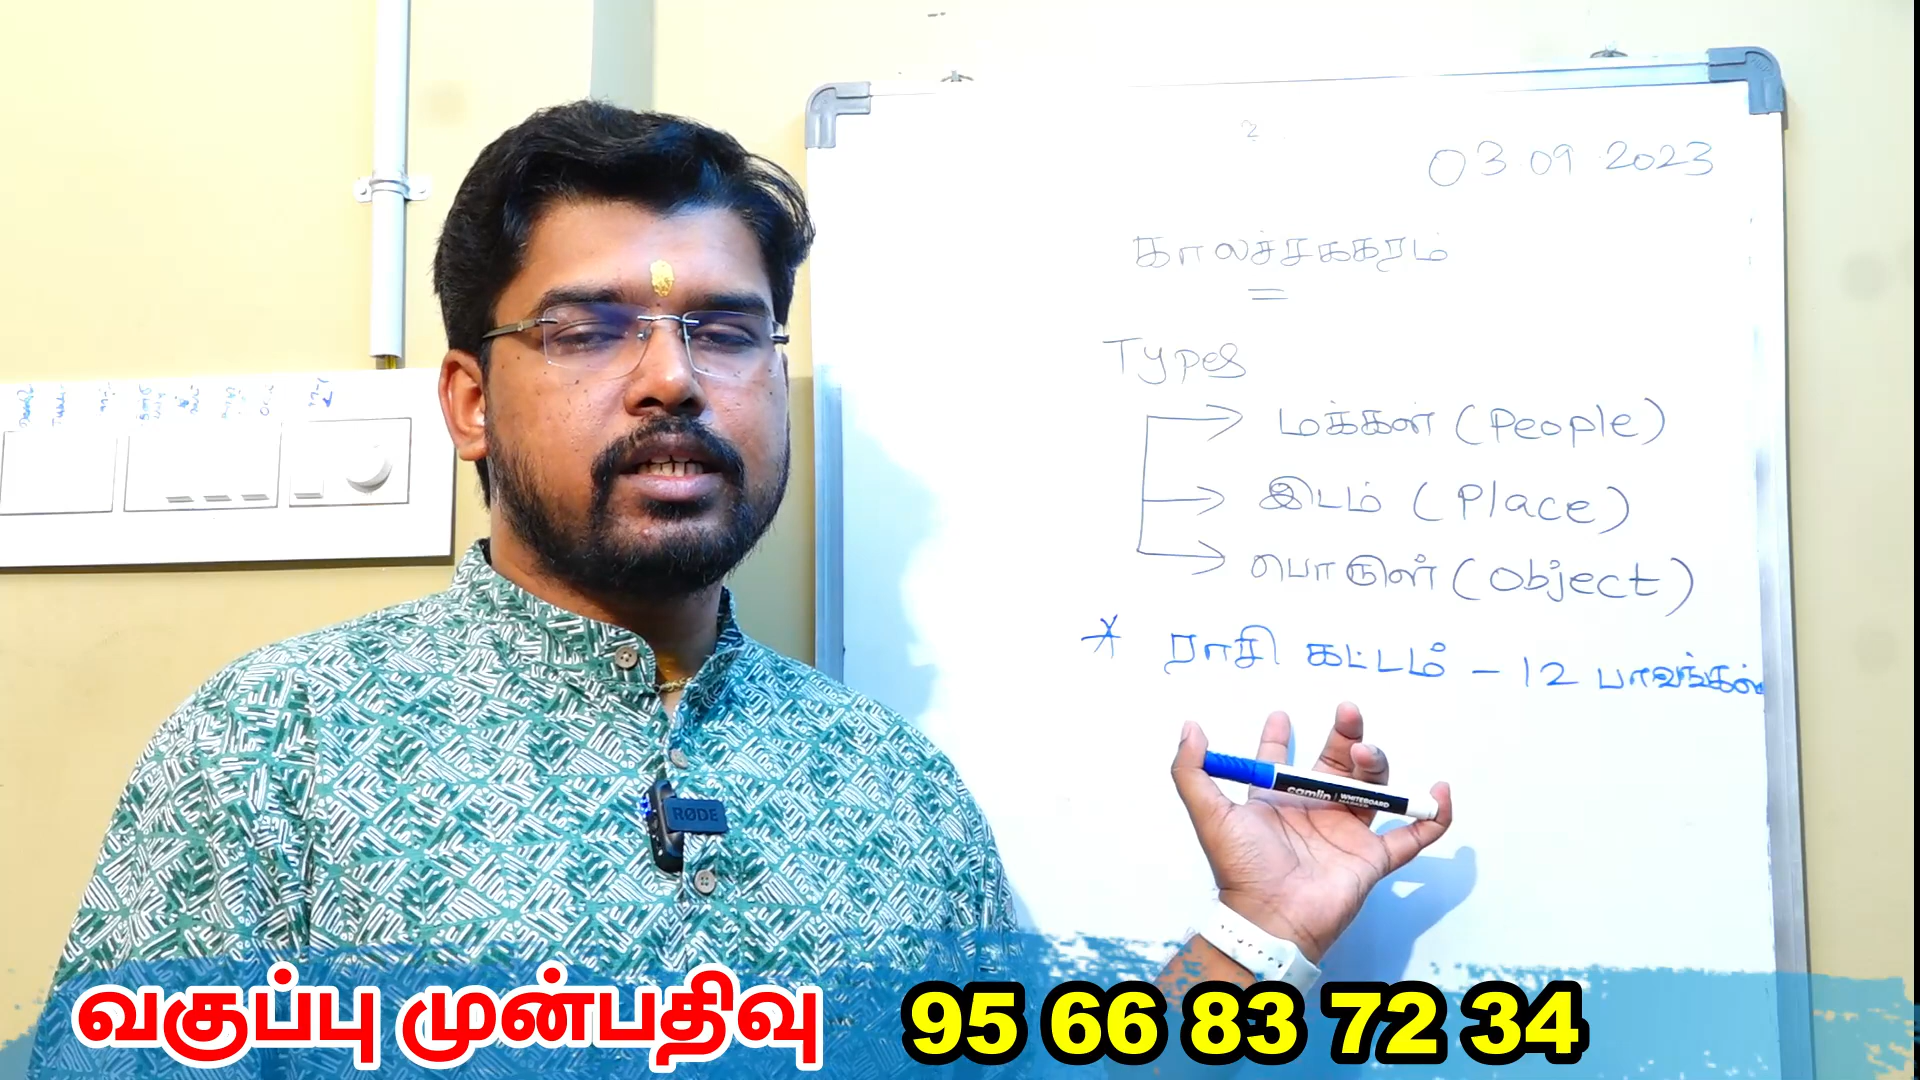 03.09.2023
காலச்சக்கரம்
Types
மக்கள் (People)
இடம் (Place)
பொருள் (Object)
* ராசி கட்டம் - 12 பாவங்கள்
camlin WHITEBOARD MARKER
RØDE
வகுப்பு முன்பதிவு 95 66 83 72 34